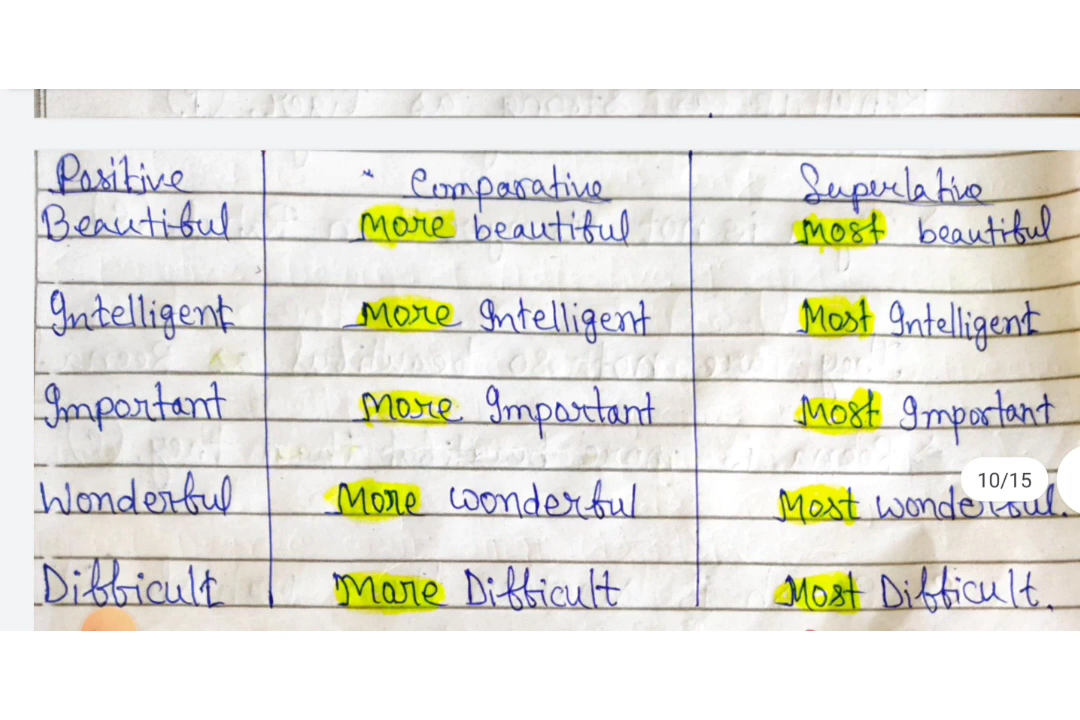 Positive * Comparative Superlative
Beautiful More beautiful Most beautiful
Intelligent More Intelligent Most Intelligent
Important More Important Most Important
10/15
Wonderful More wonderful Most wonderful.
Difficult More Difficult Most Difficult.